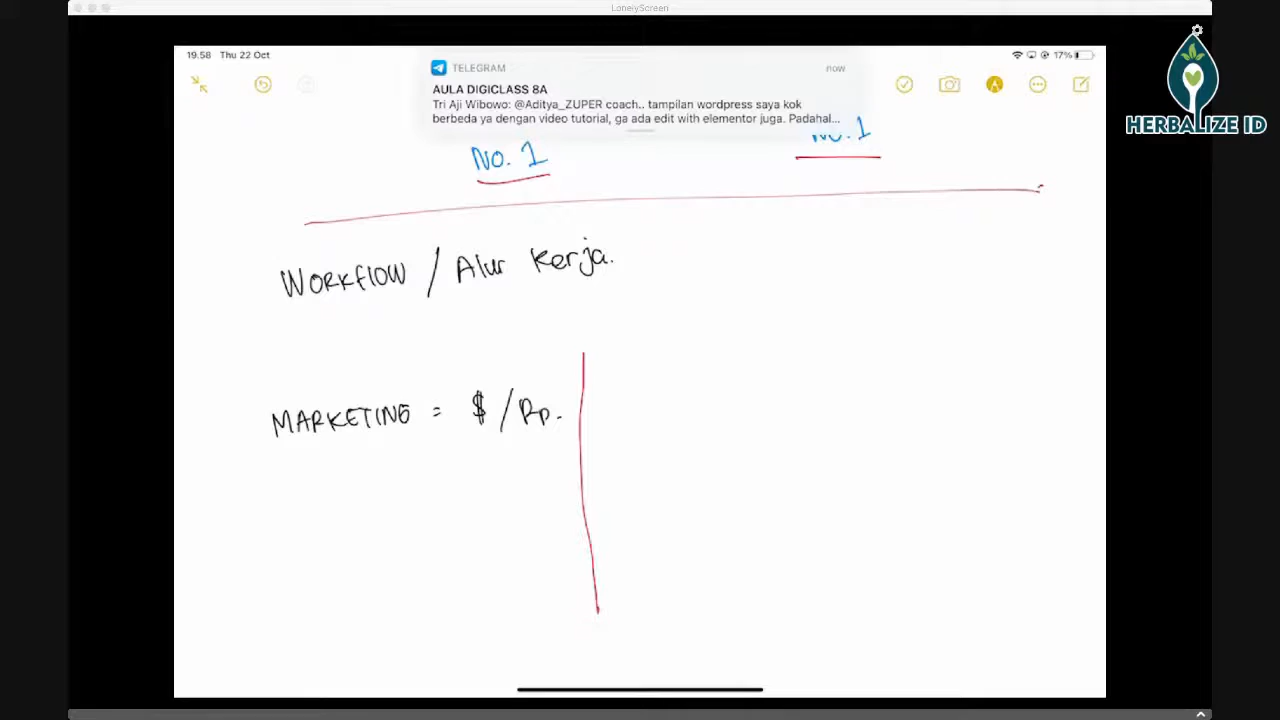 LonelyScreen
19.58 Thu 22 Oct
17%
TELEGRAM
now
AULA DIGICLASS 8A
Tri Aji Wibowo: @Aditya_ZUPER coach.. tampilan wordpress saya kok
berbeda ya dengan video tutorial, ga ada edit with elementor juga. Padahal...
HERBALIZE ID
No. 1
No. 1
WORKFLOW / Alur Kerja.
MARKETING = $ / Rp.